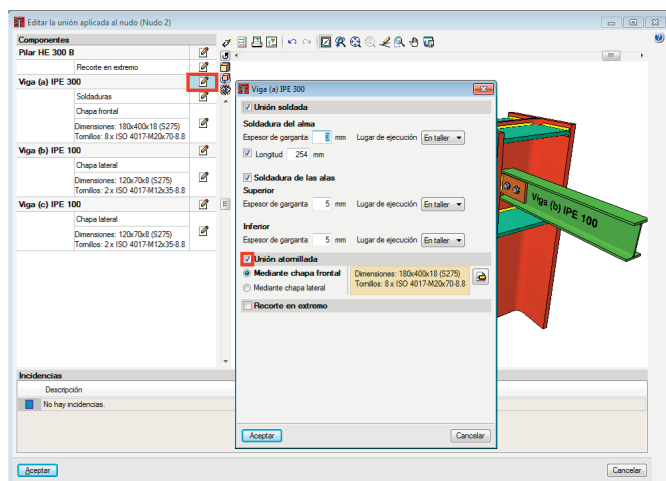 Editar la unión aplicada al nudo (Nudo 2)
Componentes
Pilar HE 300 B
Recorte en extremo
Viga (a) IPE 300
Soldaduras
Chapa frontal
Dimensiones: 180x400x18 (S275)
Tornillos: 8 x ISO 4017-M20x70-8.8
Viga (b) IPE 100
Chapa lateral
Dimensiones: 120x70x8 (S275)
Tornillos: 2 x ISO 4017-M12x35-8.8
Viga (c) IPE 100
Chapa lateral
Dimensiones: 120x70x8 (S275)
Tornillos: 2 x ISO 4017-M12x35-8.8
Viga (a) IPE 300
Unión soldada
Soldadura del alma
Espesor de garganta 3 mm Lugar de ejecución En taller
Longitud 254 mm
Soldadura de las alas
Superior
Espesor de garganta 5 mm Lugar de ejecución En taller
Inferior
Espesor de garganta 5 mm Lugar de ejecución En taller
Unión atornillada
Mediante chapa frontal
Mediante chapa lateral
Dimensiones: 180x400x18 (S275)
Tornillos: 8 x ISO 4017-M20x70-8.8
Recorte en extremo
Aceptar Cancelar
Viga (b) IPE 100
Incidencias
Descripción
No hay incidencias.
Aceptar Cancelar